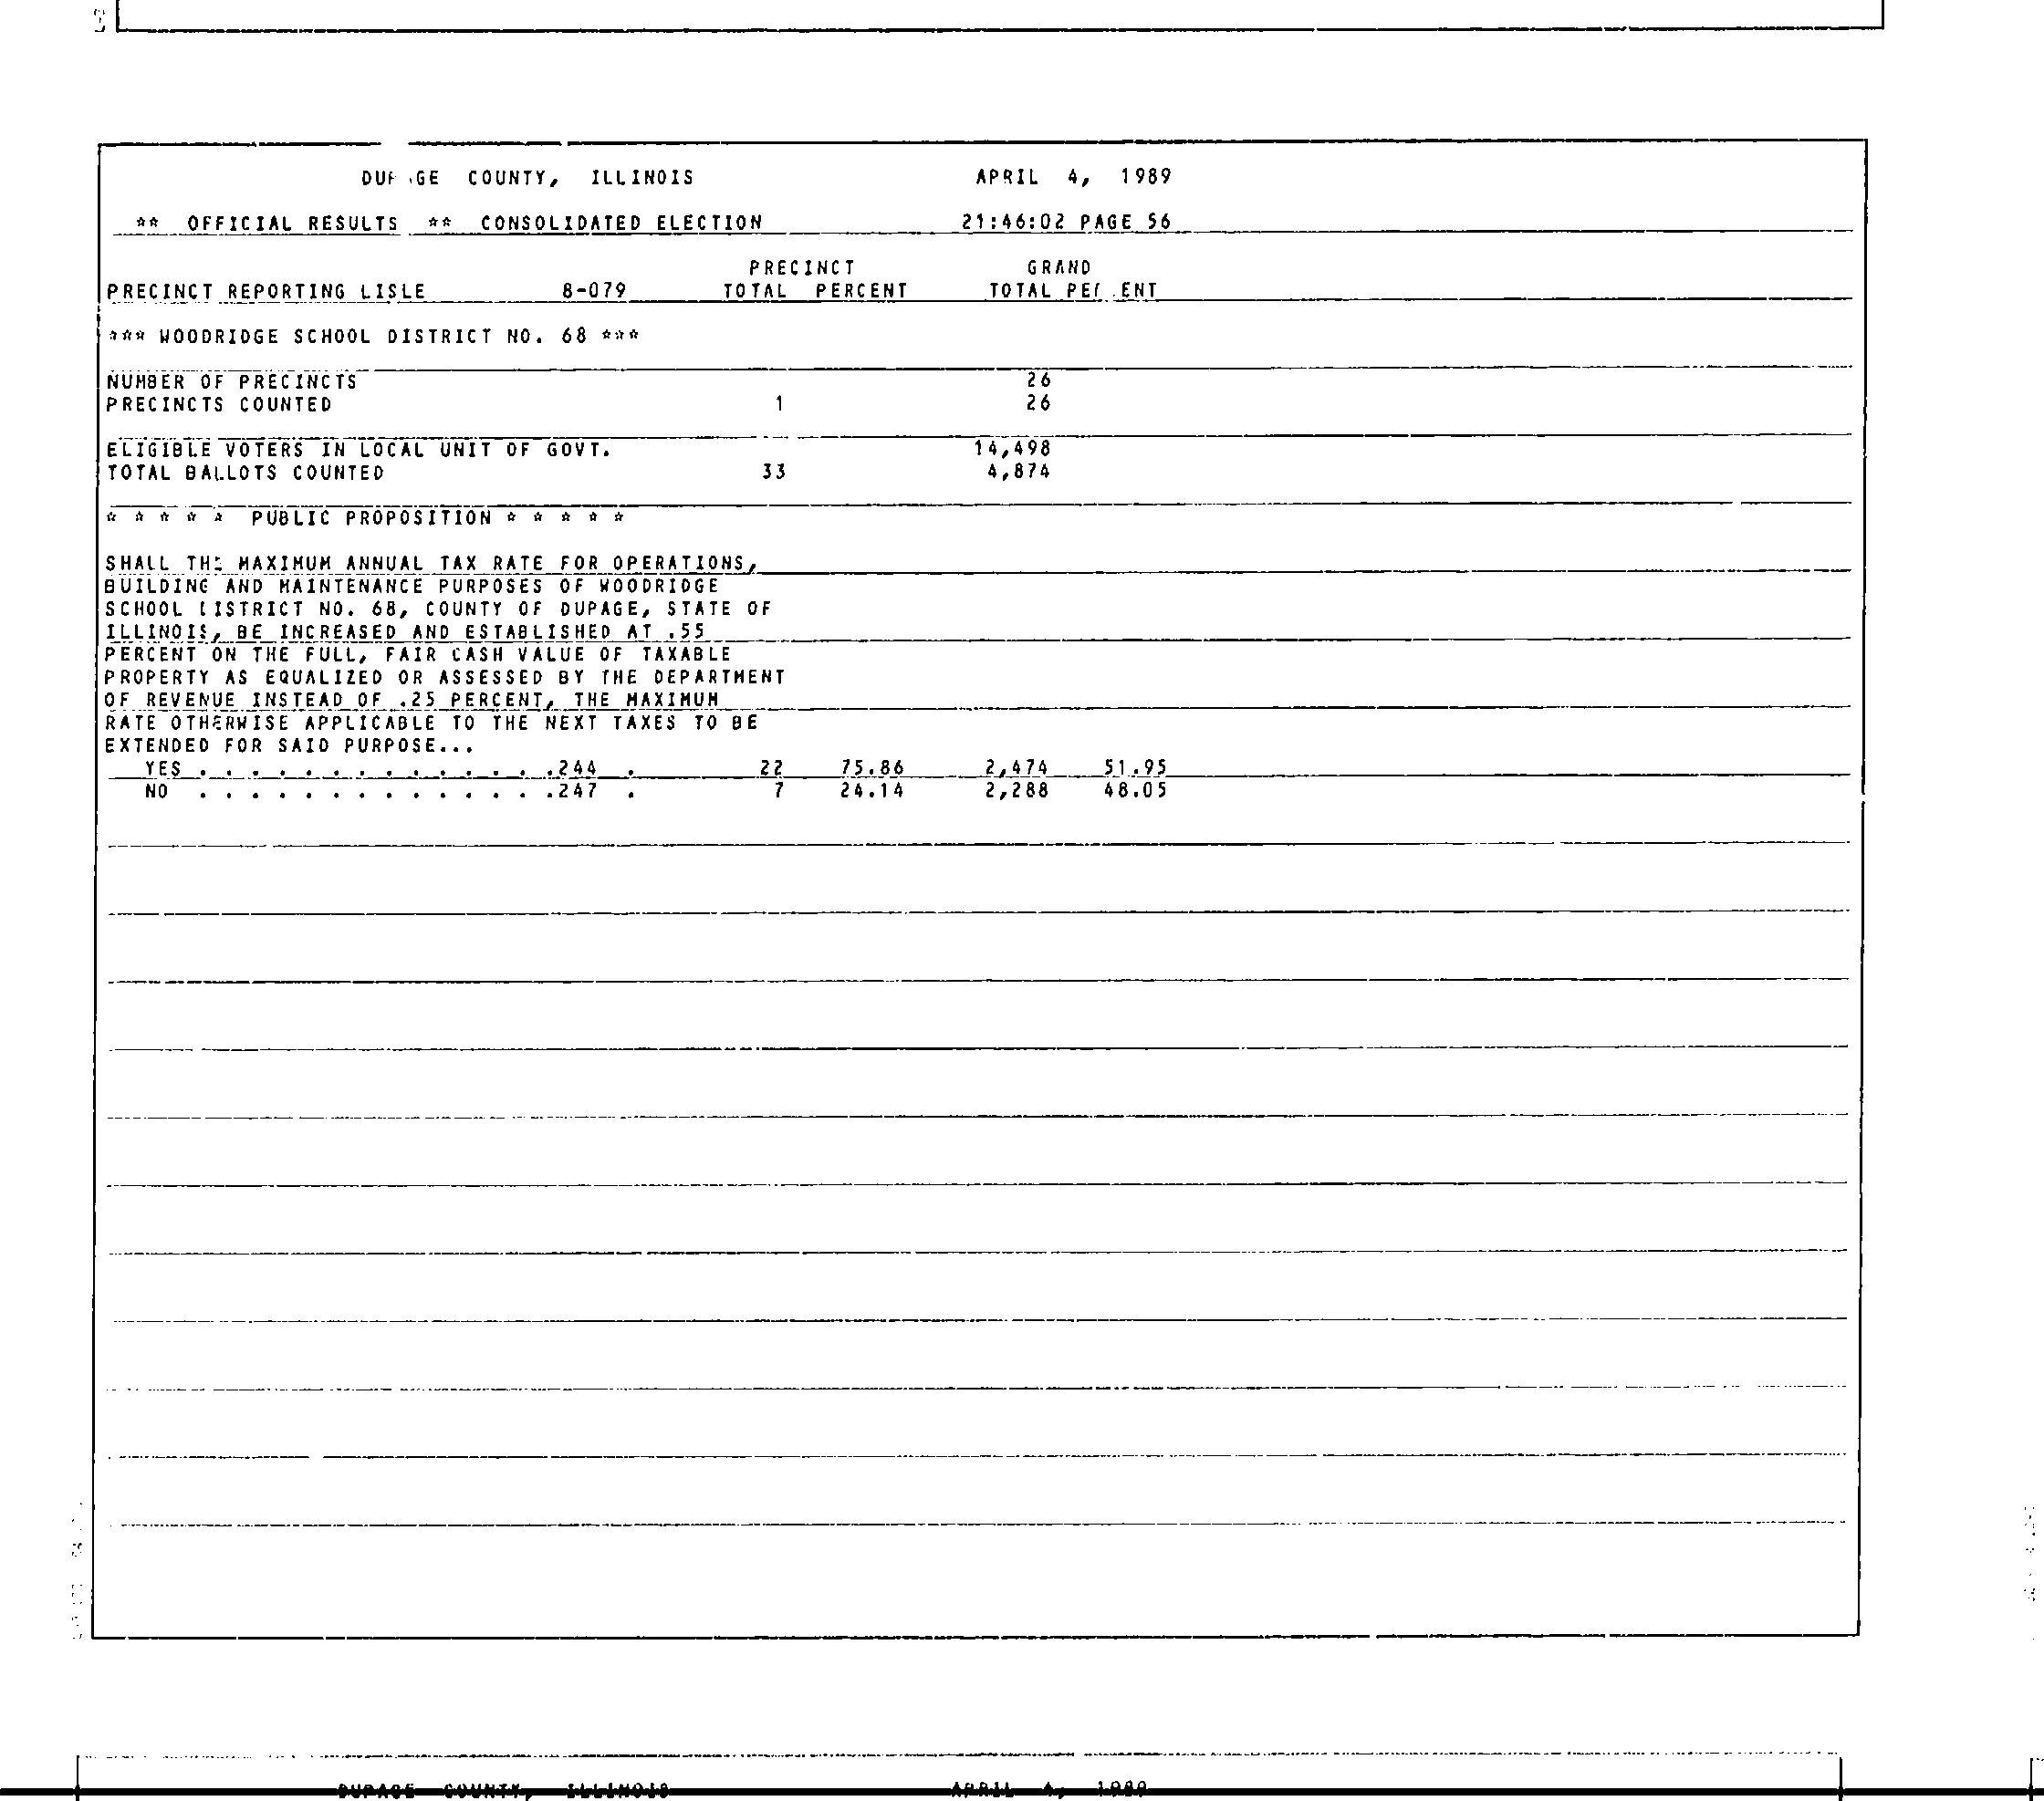 DUPAGE COUNTY, ILLINOIS APRIL 4, 1989
** OFFICIAL RESULTS ** CONSOLIDATED ELECTION 21:46:02 PAGE 56
PRECINCT GRAND
PRECINCT REPORTING LISLE 8-079 TOTAL PERCENT TOTAL PERCENT
*** WOODRIDGE SCHOOL DISTRICT NO. 68 ***
NUMBER OF PRECINCTS 26
PRECINCTS COUNTED 1 26
ELIGIBLE VOTERS IN LOCAL UNIT OF GOVT. 14,498
TOTAL BALLOTS COUNTED 33 4,874
* * * * * PUBLIC PROPOSITION * * * * *
SHALL THE MAXIMUM ANNUAL TAX RATE FOR OPERATIONS,
BUILDING AND MAINTENANCE PURPOSES OF WOODRIDGE
SCHOOL DISTRICT NO. 68, COUNTY OF DUPAGE, STATE OF
ILLINOIS, BE INCREASED AND ESTABLISHED AT .55
PERCENT ON THE FULL, FAIR CASH VALUE OF TAXABLE
PROPERTY AS EQUALIZED OR ASSESSED BY THE DEPARTMENT
OF REVENUE INSTEAD OF .25 PERCENT, THE MAXIMUM
RATE OTHERWISE APPLICABLE TO THE NEXT TAXES TO BE
EXTENDED FOR SAID PURPOSE...
YES . . . . . . . . . . . . . .244 . 22 75.86 2,474 51.95
NO . . . . . . . . . . . . . .247 . 7 24.14 2,288 48.05
DUPAGE COUNTY, ILLINOIS APRIL 4, 1989